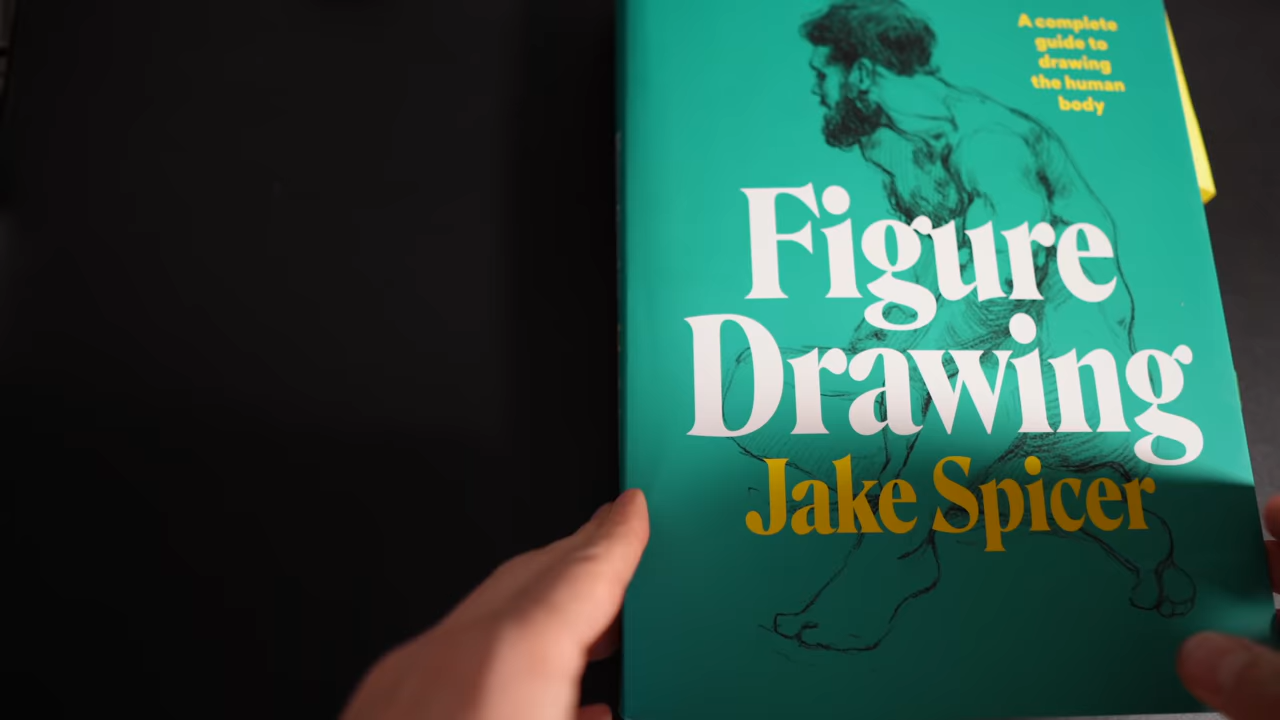 A complete
guide to
drawing
the human
body
Figure
Drawing
Jake Spicer